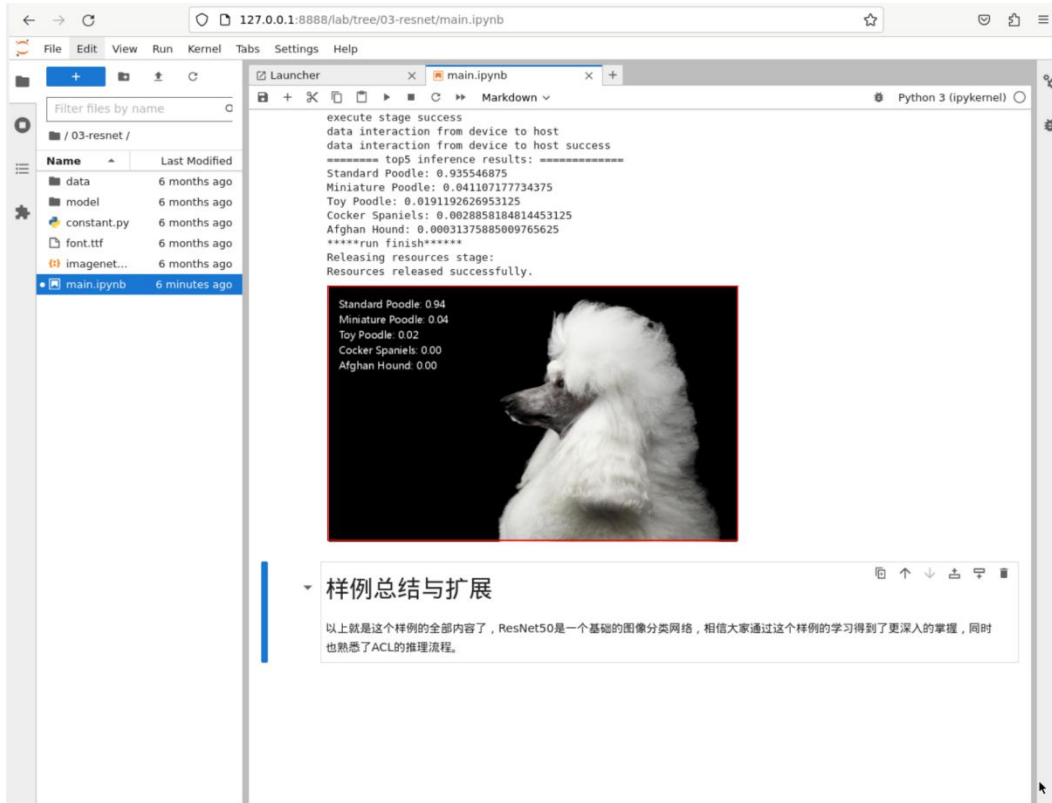 127.0.0.1:8888/lab/tree/03-resnet/main.ipynb
File Edit View Run Kernel Tabs Settings Help
Filter files by name
/ 03-resnet /
Name Last Modified
data 6 months ago
model 6 months ago
constant.py 6 months ago
font.ttf 6 months ago
imagenet... 6 months ago
main.ipynb 6 minutes ago
Launcher main.ipynb
Markdown Python 3 (ipykernel)
execute stage success
data interaction from device to host
data interaction from device to host success
======== top5 inference results: =============
Standard Poodle: 0.935546875
Miniature Poodle: 0.041107177734375
Toy Poodle: 0.0191192626953125
Cocker Spaniels: 0.0028858184814453125
Afghan Hound: 0.00031375885009765625
*****run finish******
Releasing resources stage:
Resources released successfully.
Standard Poodle: 0.94
Miniature Poodle: 0.04
Toy Poodle: 0.02
Cocker Spaniels: 0.00
Afghan Hound: 0.00
样例总结与扩展
以上就是这个样例的全部内容了，ResNet50是一个基础的图像分类网络，相信大家通过这个样例的学习得到了更深入的掌握，同时
也熟悉了ACL的推理流程。